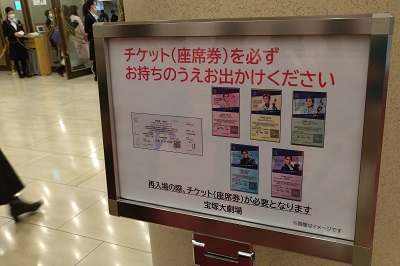 チケット(座席券)を必ず
お持ちのうえお出かけください
再入場の際、チケット(座席券)が必要となります
宝塚大劇場
※画像はイメージです